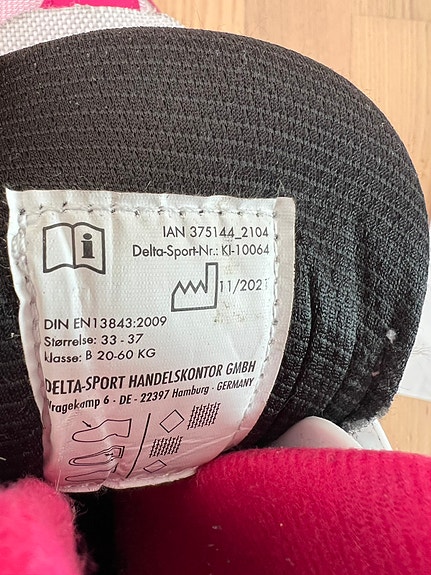 IAN 375144_2104
Delta-Sport-Nr.: KI-10064
11/2021
DIN EN13843:2009
Størrelse: 33 - 37
klasse: B 20-60 KG
DELTA-SPORT HANDELSKONTOR GMBH
ragekamp 6 · DE - 22397 Hamburg · GERMANY